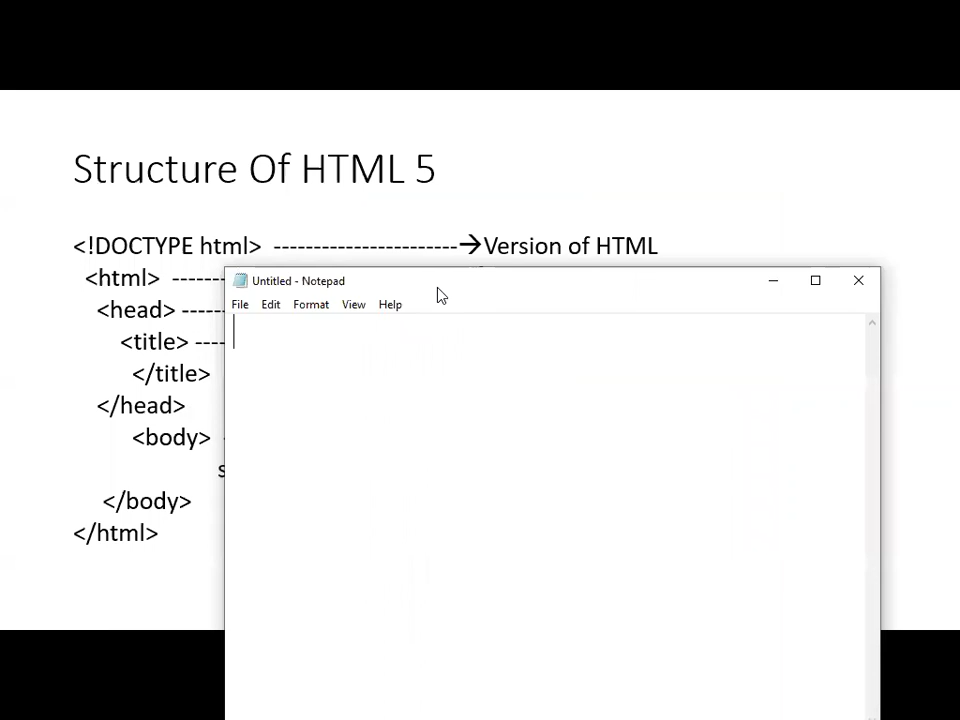 Structure Of HTML 5
<!DOCTYPE html> -----------------------→Version of HTML
<html> -------
<head> -----
<title> ----
</title>
</head>
<body> -
s
</body>
</html>
Untitled - Notepad
File Edit Format View Help